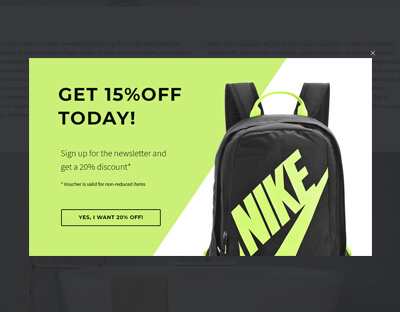 ×
GET 15%OFF
TODAY!
Sign up for the newsletter and
get a 20% discount*
* Voucher is valid for non-reduced items
YES, I WANT 20% OFF!
NIKE